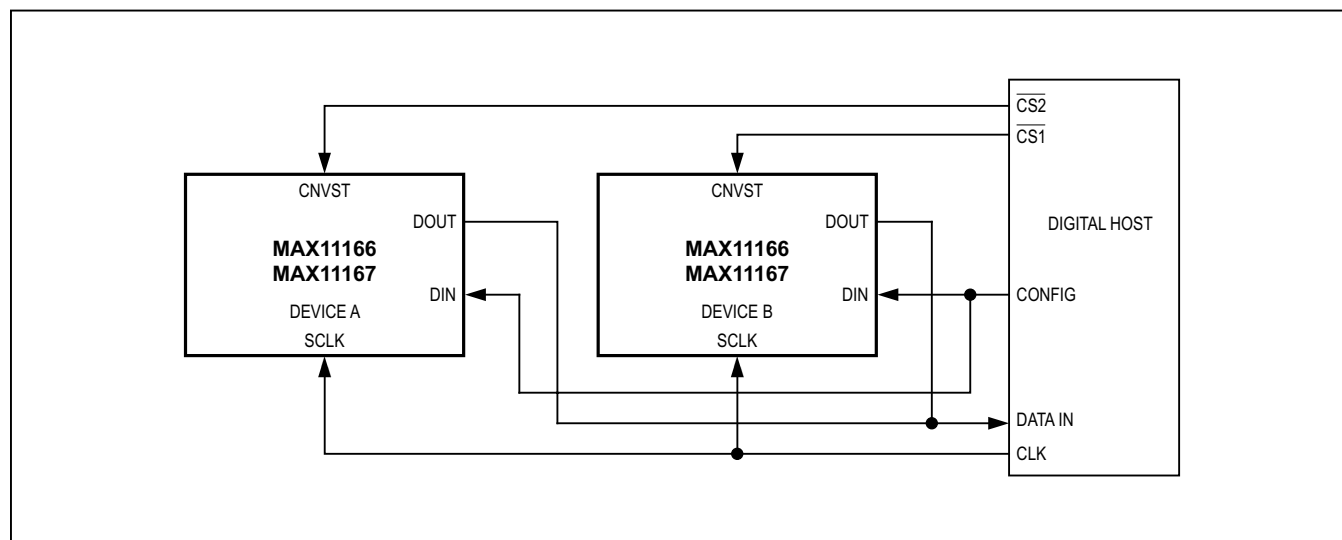 CS2
CS1
CNVST
CNVST
DOUT
DOUT
DIGITAL HOST
MAX11166
MAX11167
MAX11166
MAX11167
DIN
DIN
CONFIG
DEVICE A
DEVICE B
SCLK
SCLK
DATA IN
CLK